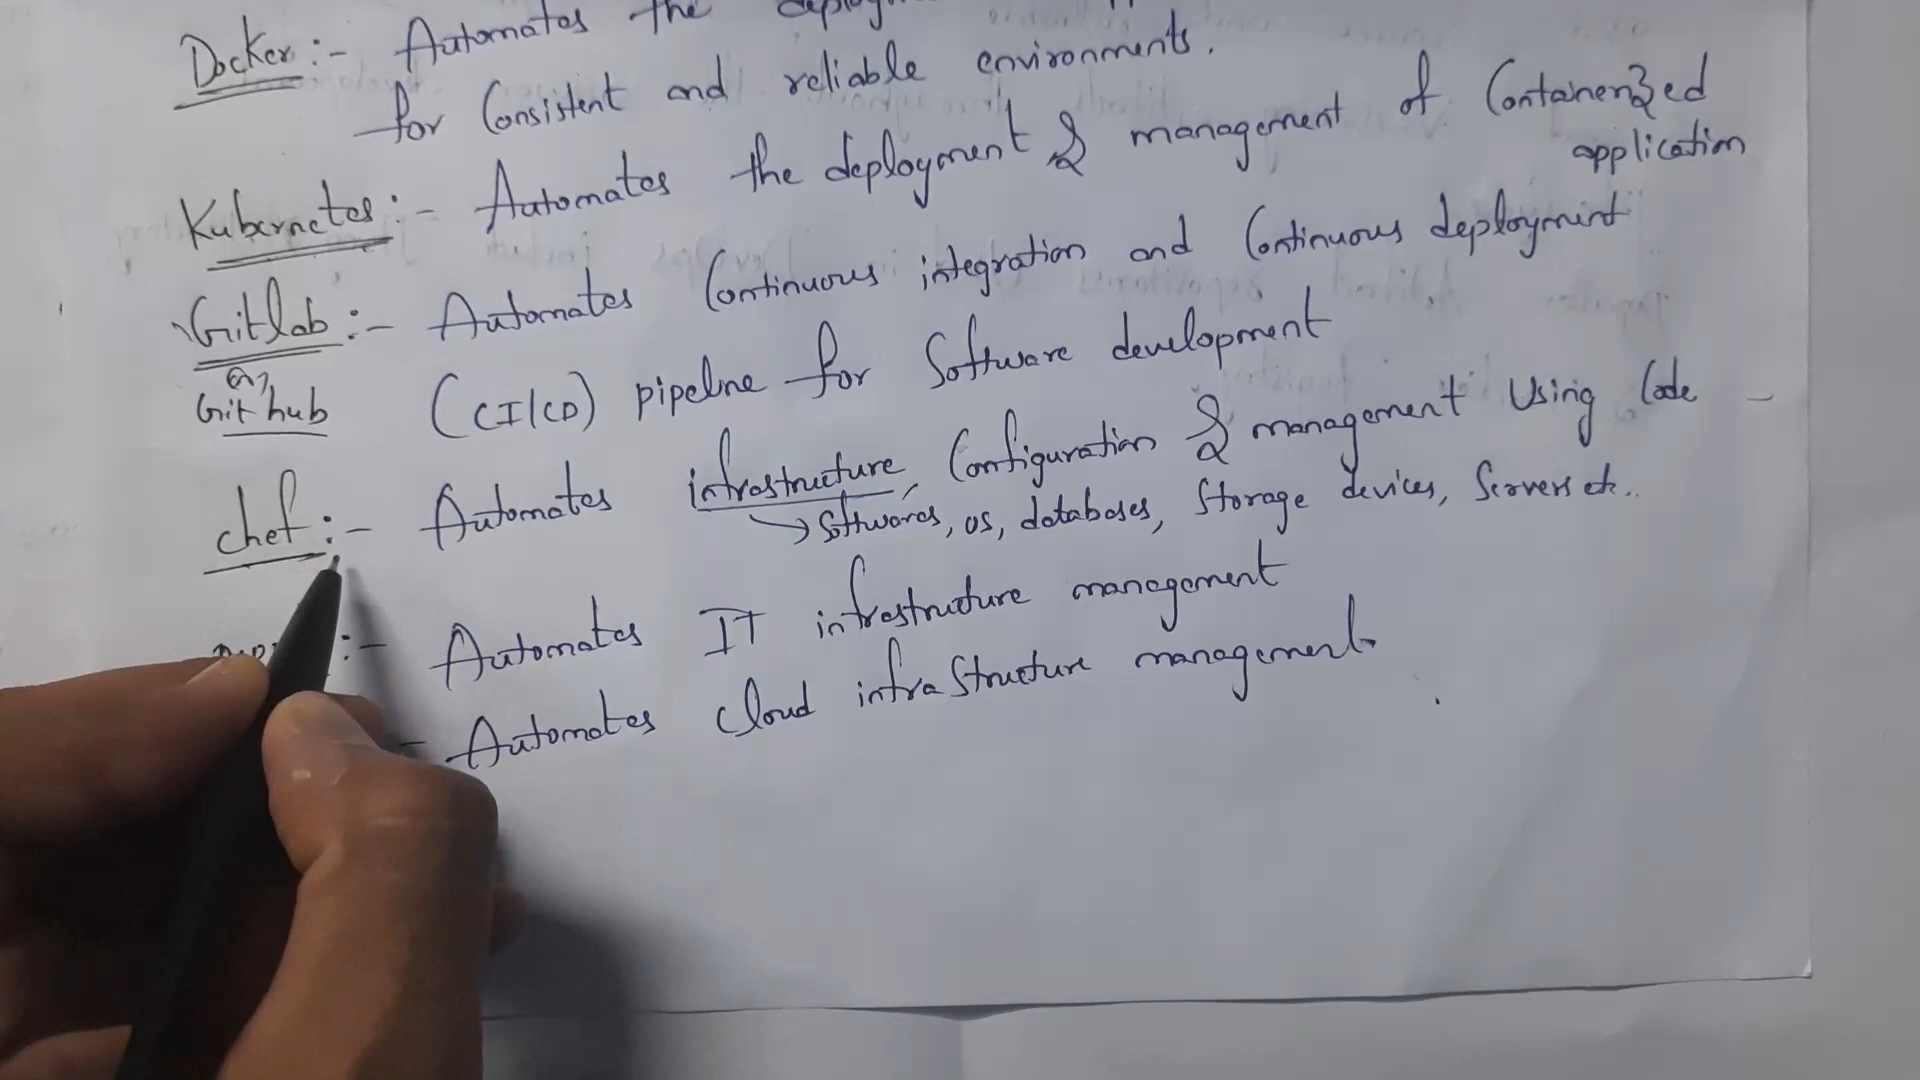 Docker :- Automates the
for Consistent and reliable environments.
Kubernetes :- Automates the deployment & management of Containerized
application
Gitlab :- Automates Continuous integration and Continuous deployment
or
Git hub (CI/CD) pipeline for Software development
chef :- Automates infrastructure Configuration & management Using Code
→ Softwares, os, databases, Storage devices, Servers etc..
:- Automates IT infrastructure management
- Automates Cloud infrastructure management.